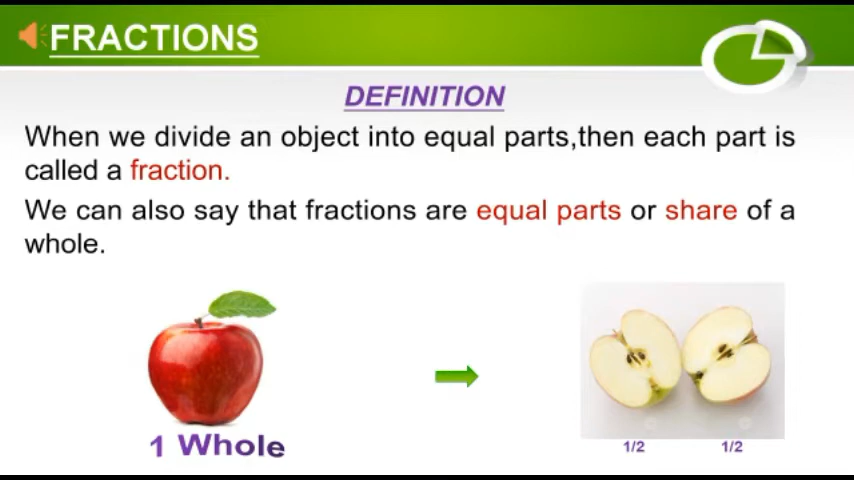 FRACTIONS
DEFINITION
When we divide an object into equal parts,then each part is
called a fraction.
We can also say that fractions are equal parts or share of a
whole.
1 Whole
1/2 1/2